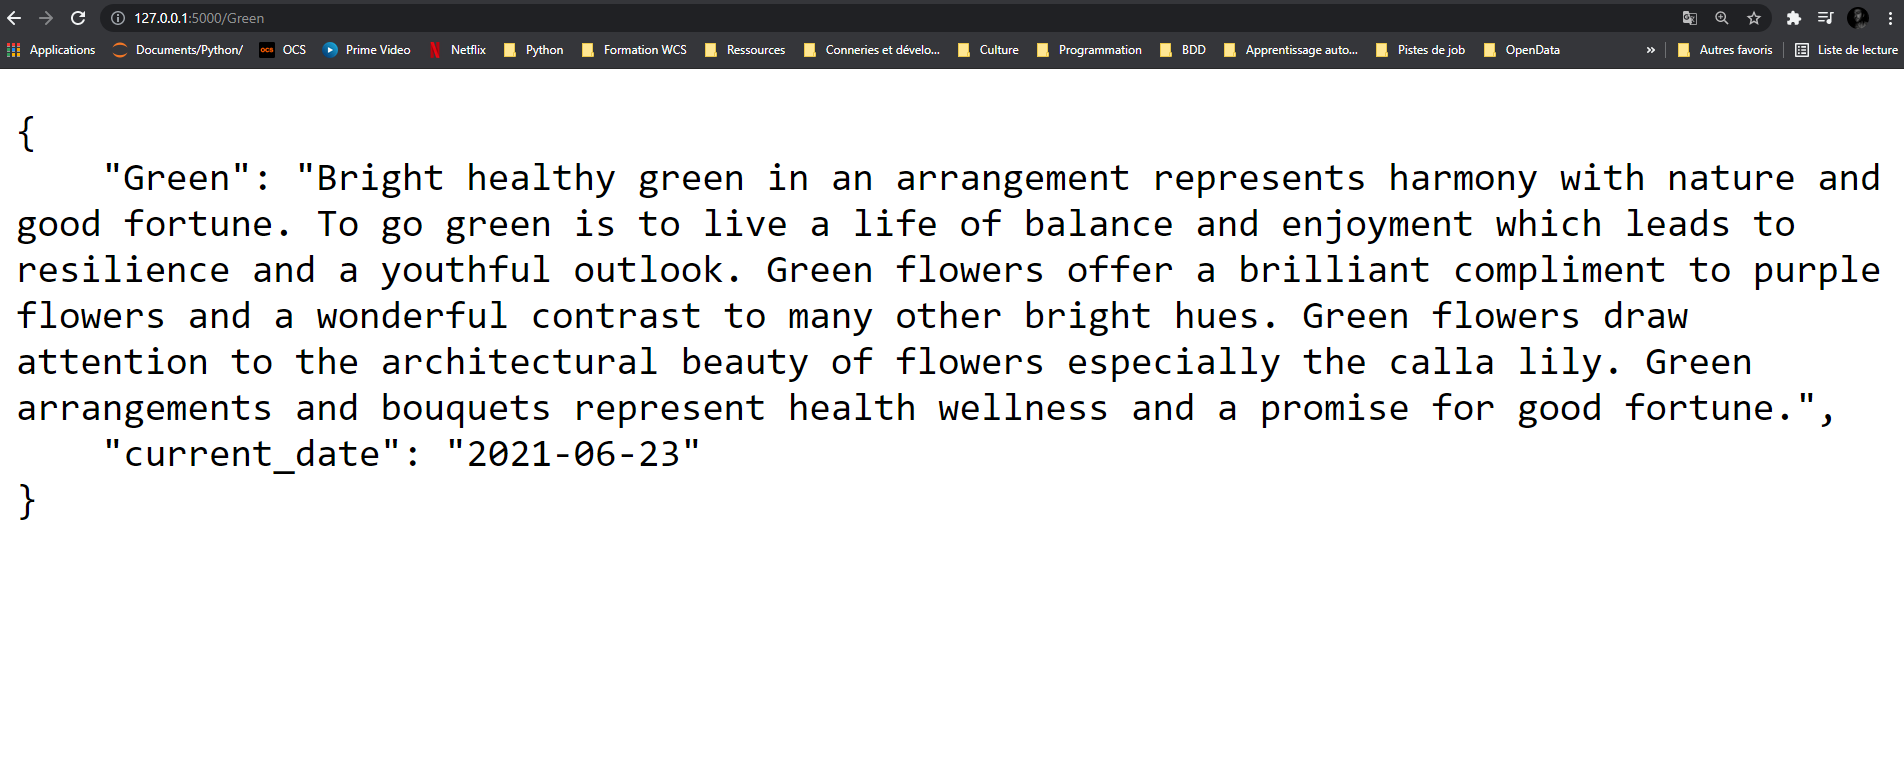 127.0.0.1:5000/Green
Applications Documents/Python/ OCS OCS Prime Video Netflix Python Formation WCS Ressources Conneries et dévelo... Culture Programmation BDD Apprentissage auto... Pistes de job OpenData » Autres favoris Liste de lecture
{
"Green": "Bright healthy green in an arrangement represents harmony with nature and
good fortune. To go green is to live a life of balance and enjoyment which leads to
resilience and a youthful outlook. Green flowers offer a brilliant compliment to purple
flowers and a wonderful contrast to many other bright hues. Green flowers draw
attention to the architectural beauty of flowers especially the calla lily. Green
arrangements and bouquets represent health wellness and a promise for good fortune.",
"current_date": "2021-06-23"
}